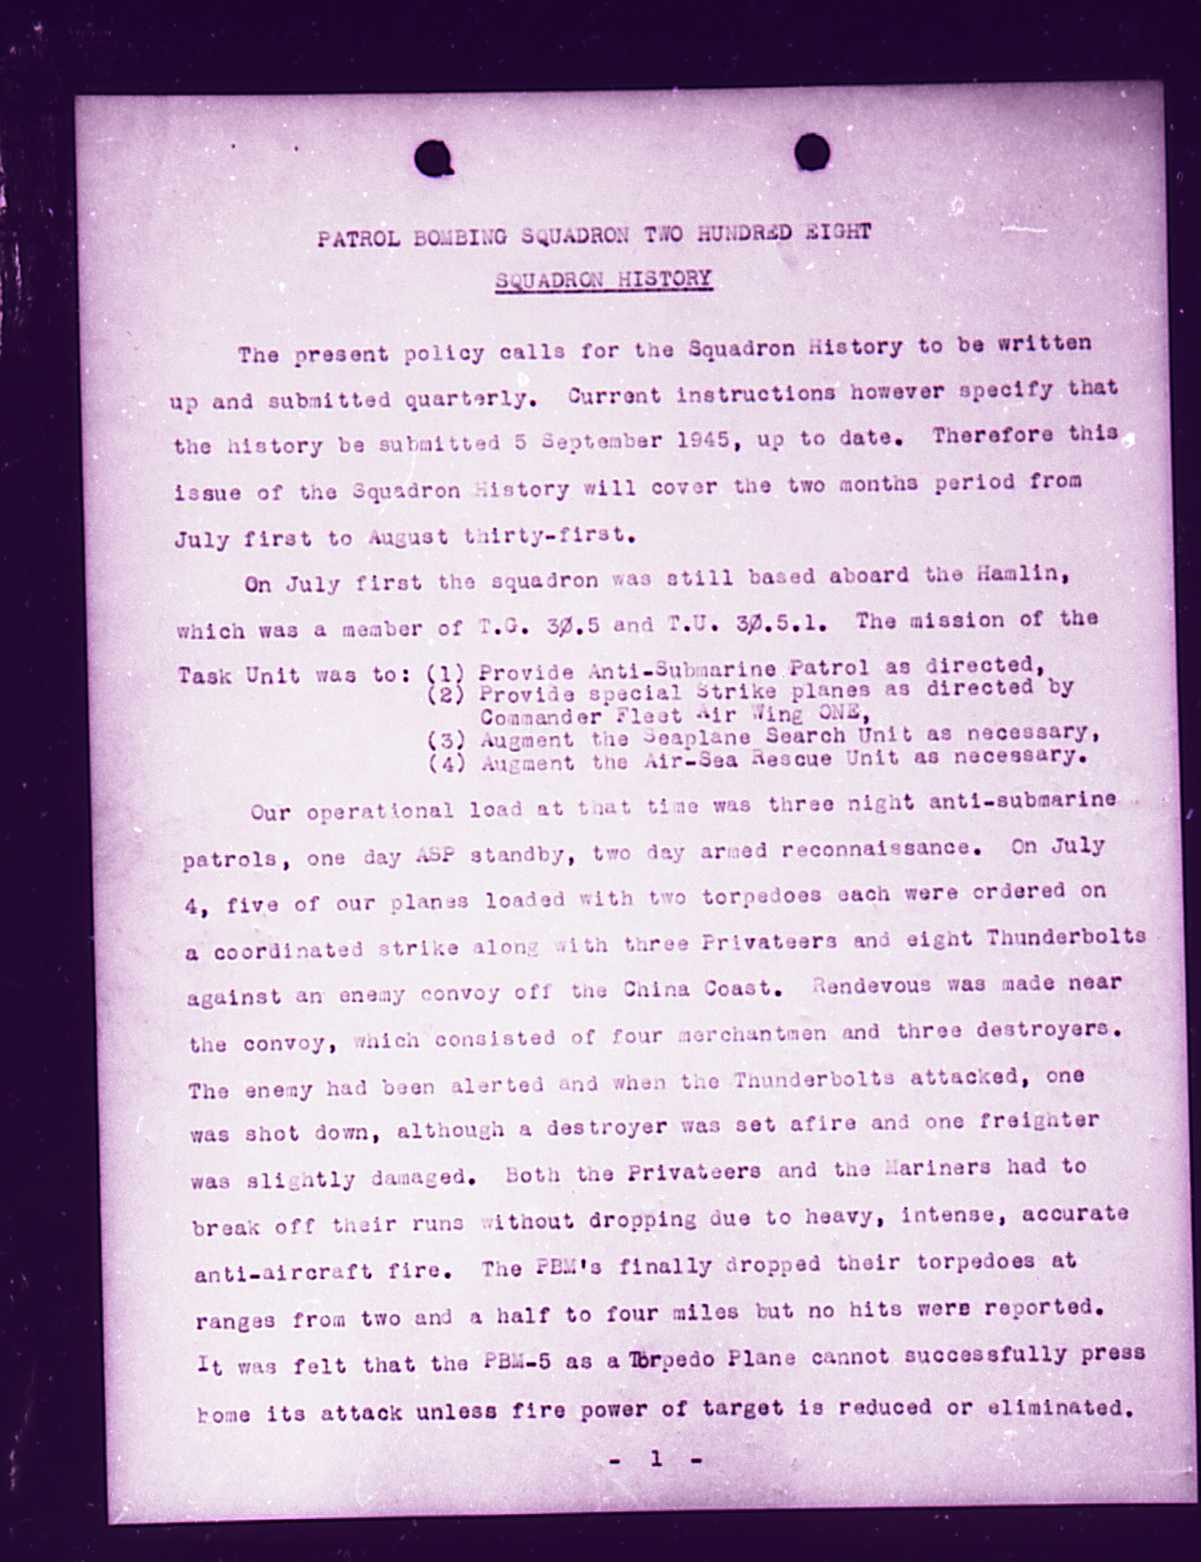 PATROL BOMBING SQUADRON TWO HUNDRED EIGHT
SQUADRON HISTORY
The present policy calls for the Squadron History to be written
up and submitted quarterly. Current instructions however specify that
the history be submitted 5 September 1945, up to date. Therefore this
issue of the Squadron History will cover the two months period from
July first to August thirty-first.
On July first the squadron was still based aboard the Hamlin,
which was a member of T.G. 3Ø.5 and T.U. 3Ø.5.1. The mission of the
Task Unit was to: (1) Provide Anti-Submarine Patrol as directed,
(2) Provide special Strike planes as directed by
Commander Fleet Air Wing ONE,
(3) Augment the Seaplane Search Unit as necessary,
(4) Augment the Air-Sea Rescue Unit as necessary.
Our operational load at that time was three night anti-submarine
patrols, one day ASP standby, two day armed reconnaissance. On July
4, five of our planes loaded with two torpedoes each were ordered on
a coordinated strike along with three Privateers and eight Thunderbolts
against an enemy convoy off the China Coast. Rendevous was made near
the convoy, which consisted of four merchantmen and three destroyers.
The enemy had been alerted and when the Thunderbolts attacked, one
was shot down, although a destroyer was set afire and one freighter
was slightly damaged. Both the Privateers and the Mariners had to
break off their runs without dropping due to heavy, intense, accurate
anti-aircraft fire. The PBM's finally dropped their torpedoes at
ranges from two and a half to four miles but no hits were reported.
It was felt that the PBM-5 as a Torpedo Plane cannot successfully press
home its attack unless fire power of target is reduced or eliminated.
- 1 -